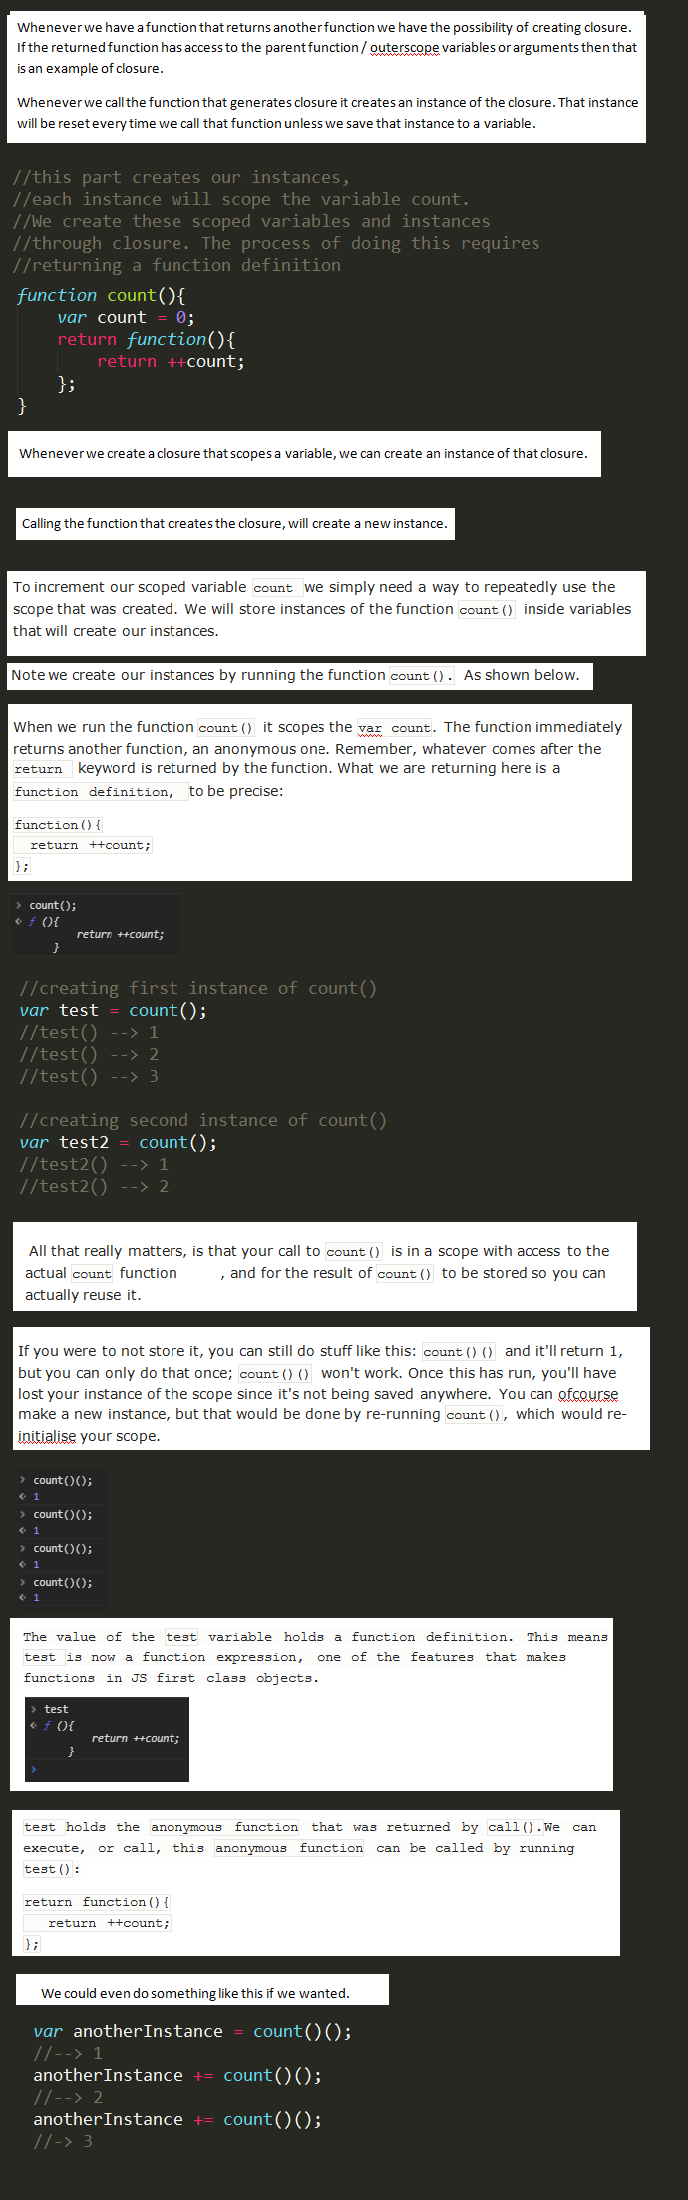 Whenever we have a function that returns another function we have the possibility of creating closure.
If the returned function has access to the parent function / outerscope variables or arguments then that
is an example of closure.
Whenever we call the function that generates closure it creates an instance of the closure. That instance
will be reset every time we call that function unless we save that instance to a variable.
//this part creates our instances,
//each instance will scope the variable count.
//We create these scoped variables and instances
//through closure. The process of doing this requires
//returning a function definition
function count(){
    var count = 0;
    return function(){
        return ++count;
    };
}
Whenever we create a closure that scopes a variable, we can create an instance of that closure.
Calling the function that creates the closure, will create a new instance.
To increment our scoped variable count we simply need a way to repeatedly use the
scope that was created. We will store instances of the function count() inside variables
that will create our instances.
Note we create our instances by running the function count(). As shown below.
When we run the function count() it scopes the var count. The function immediately
returns another function, an anonymous one. Remember, whatever comes after the
return keyword is returned by the function. What we are returning here is a
function definition, to be precise:
function(){
  return ++count;
};
> count();
< f (){
        return ++count;
    }
//creating first instance of count()
var test = count();
//test() --> 1
//test() --> 2
//test() --> 3
//creating second instance of count()
var test2 = count();
//test2() --> 1
//test2() --> 2
All that really matters, is that your call to count() is in a scope with access to the
actual count function , and for the result of count() to be stored so you can
actually reuse it.
If you were to not store it, you can still do stuff like this: count()() and it'll return 1,
but you can only do that once; count()() won't work. Once this has run, you'll have
lost your instance of the scope since it's not being saved anywhere. You can ofcourse
make a new instance, but that would be done by re-running count(), which would re-
initialise your scope.
> count()();
< 1
> count()();
< 1
> count()();
< 1
> count()();
< 1
The value of the test variable holds a function definition. This means
test is now a function expression, one of the features that makes
functions in JS first class objects.
> test
< f (){
        return ++count;
    }
>
test holds the anonymous function that was returned by call().We can
execute, or call, this anonymous function can be called by running
test():
return function(){
   return ++count;
};
We could even do something like this if we wanted.
var anotherInstance = count()();
//--> 1
anotherInstance += count()();
//--> 2
anotherInstance += count()();
//-> 3